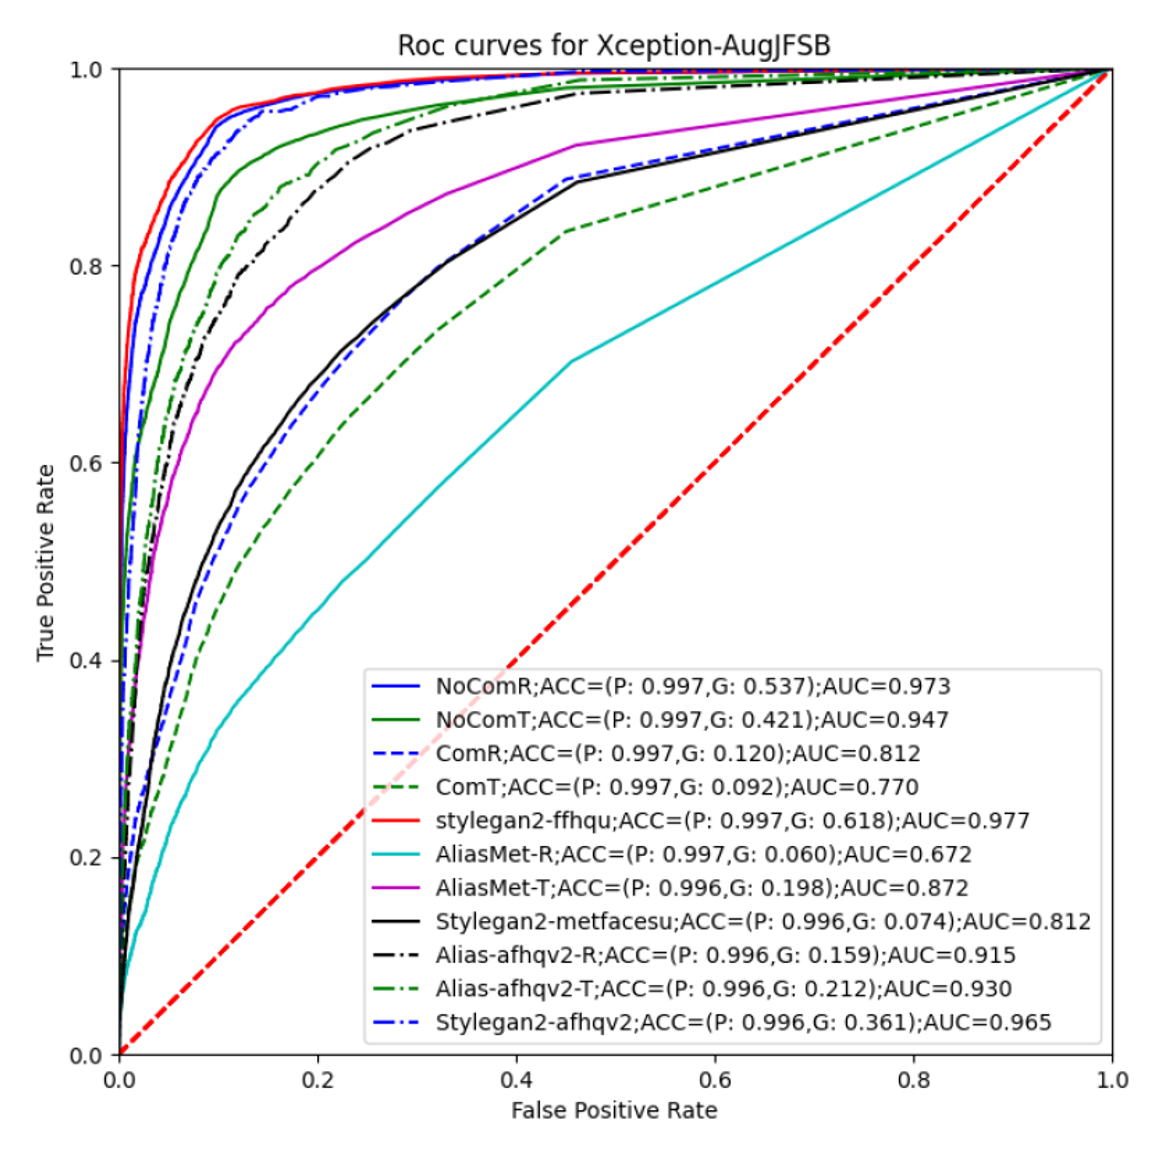 Roc curves for Xception-AugJFSB
1.0
0.8
0.6
0.4
0.2
0.0
True Positive Rate
NoComR;ACC=(P: 0.997,G: 0.537);AUC=0.973
NoComT;ACC=(P: 0.997,G: 0.421);AUC=0.947
ComR;ACC=(P: 0.997,G: 0.120);AUC=0.812
ComT;ACC=(P: 0.997,G: 0.092);AUC=0.770
stylegan2-ffhqu;ACC=(P: 0.997,G: 0.618);AUC=0.977
AliasMet-R;ACC=(P: 0.997,G: 0.060);AUC=0.672
AliasMet-T;ACC=(P: 0.996,G: 0.198);AUC=0.872
Stylegan2-metfacesu;ACC=(P: 0.996,G: 0.074);AUC=0.812
Alias-afhqv2-R;ACC=(P: 0.996,G: 0.159);AUC=0.915
Alias-afhqv2-T;ACC=(P: 0.996,G: 0.212);AUC=0.930
Stylegan2-afhqv2;ACC=(P: 0.996,G: 0.361);AUC=0.965
0.0 0.2 0.4 0.6 0.8 1.0
False Positive Rate